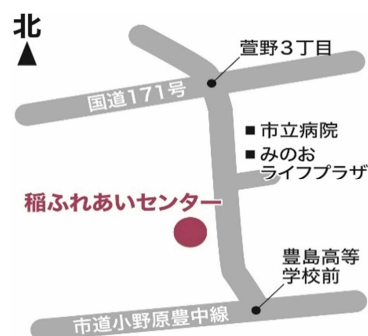 北
萱野3丁目
国道171号
■ 市立病院
■ みのお
ライフプラザ
稲ふれあいセンター
豊島高等
学校前
市道小野原豊中線